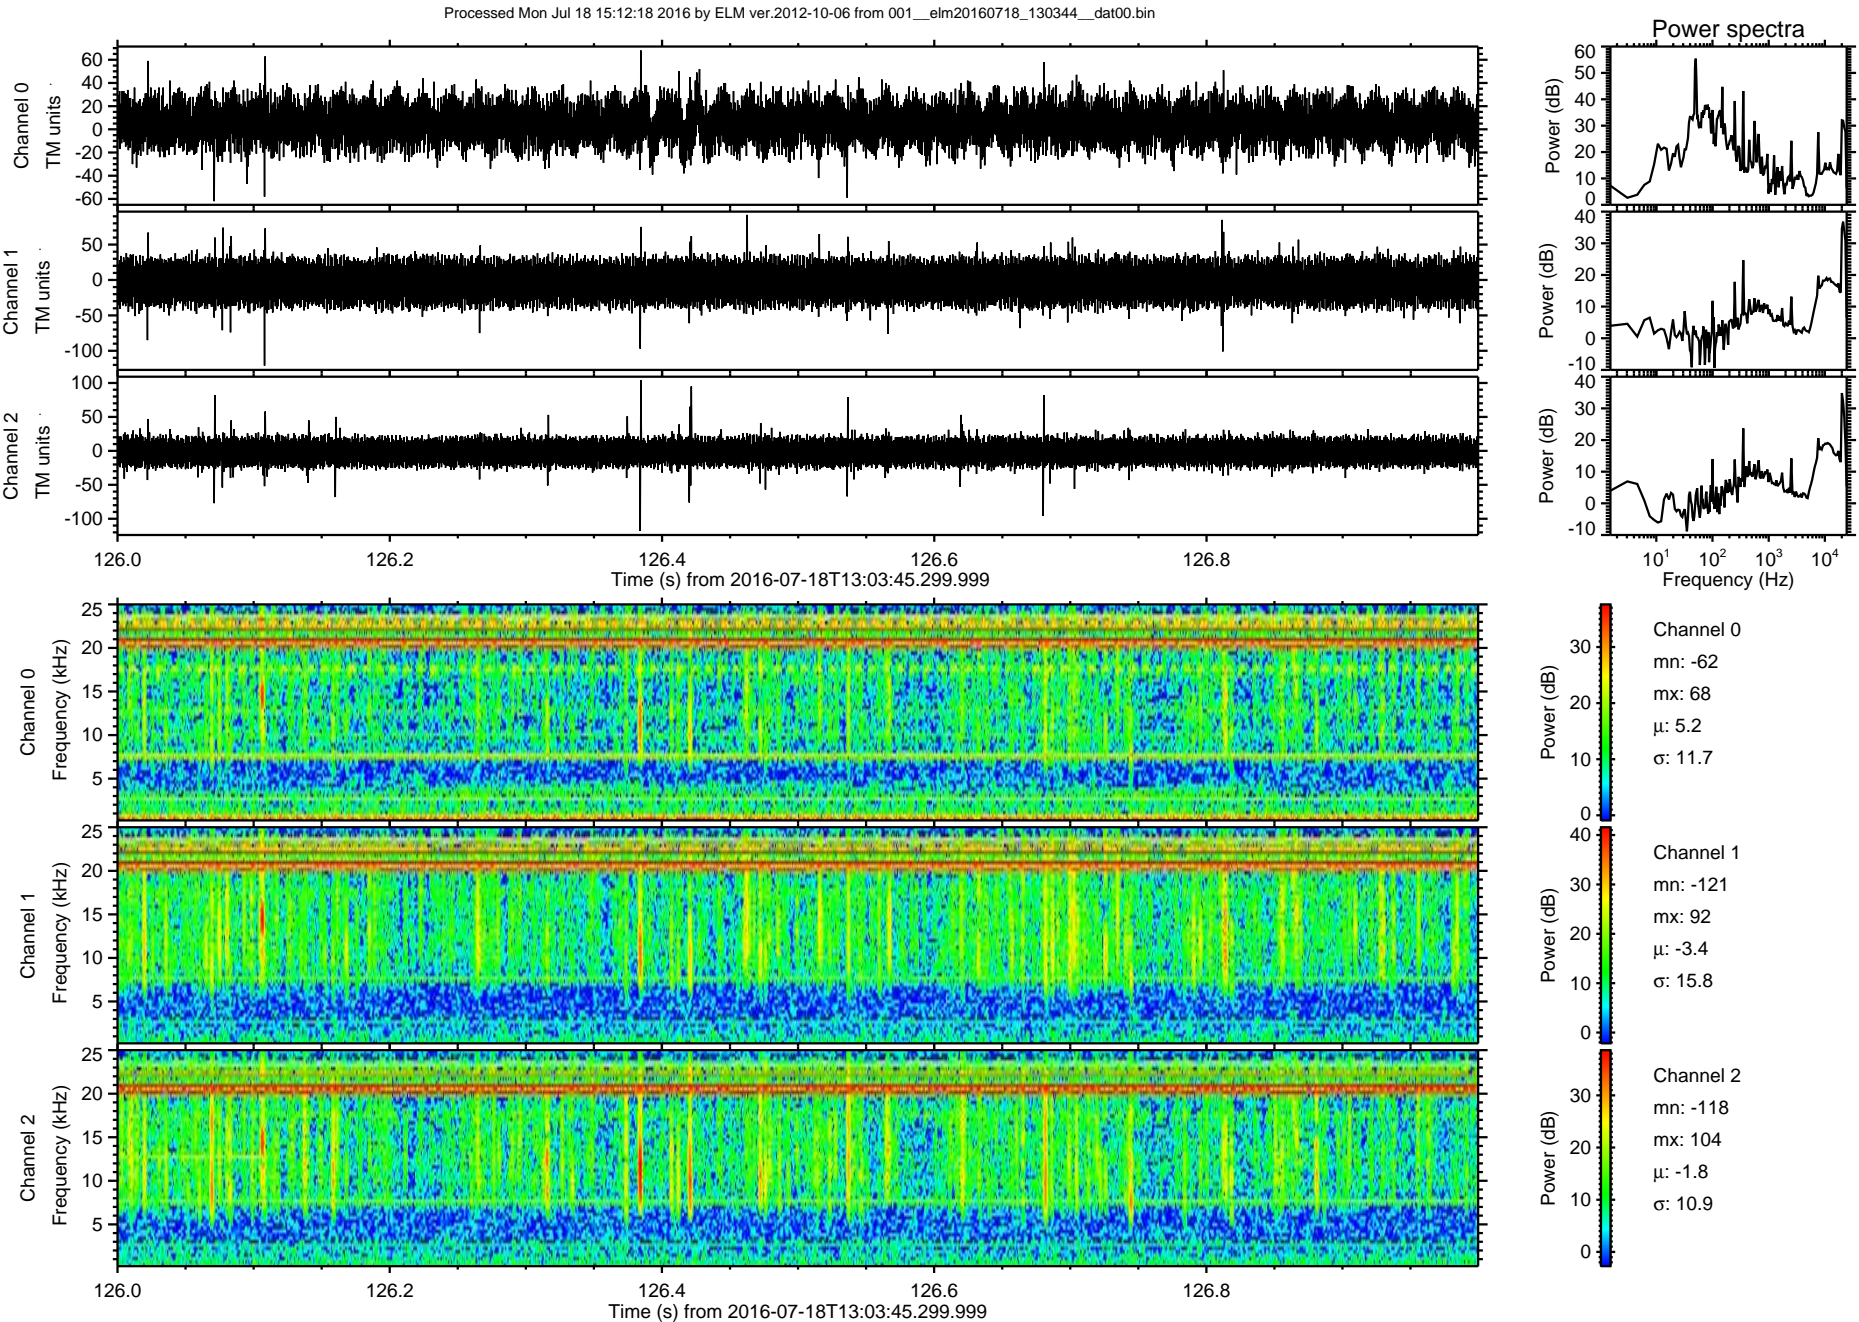 Processed Mon Jul 18 15:12:18 2016 by ELM ver.2012-10-06 from 001__elm20160718_130344__dat00.bin
Power spectra
Channel 0
TM units
60
40
20
0
-20
-40
-60
Power (dB)
60
50
40
30
20
10
0
Channel 1
TM units
50
0
-50
-100
Power (dB)
40
30
20
10
0
-10
Channel 2
TM units
100
50
0
-50
-100
Power (dB)
40
30
20
10
0
-10
126.0 126.2 126.4 126.6 126.8
Time (s) from 2016-07-18T13:03:45.299.999
10^1 10^2 10^3 10^4
Frequency (Hz)
Channel 0
Frequency (kHz)
25
20
15
10
5
Power (dB)
30
20
10
0
Channel 0
mn: -62
mx: 68
μ: 5.2
σ: 11.7
Channel 1
Frequency (kHz)
25
20
15
10
5
Power (dB)
40
30
20
10
0
Channel 1
mn: -121
mx: 92
μ: -3.4
σ: 15.8
Channel 2
Frequency (kHz)
25
20
15
10
5
Power (dB)
30
20
10
0
Channel 2
mn: -118
mx: 104
μ: -1.8
σ: 10.9
126.0 126.2 126.4 126.6 126.8
Time (s) from 2016-07-18T13:03:45.299.999